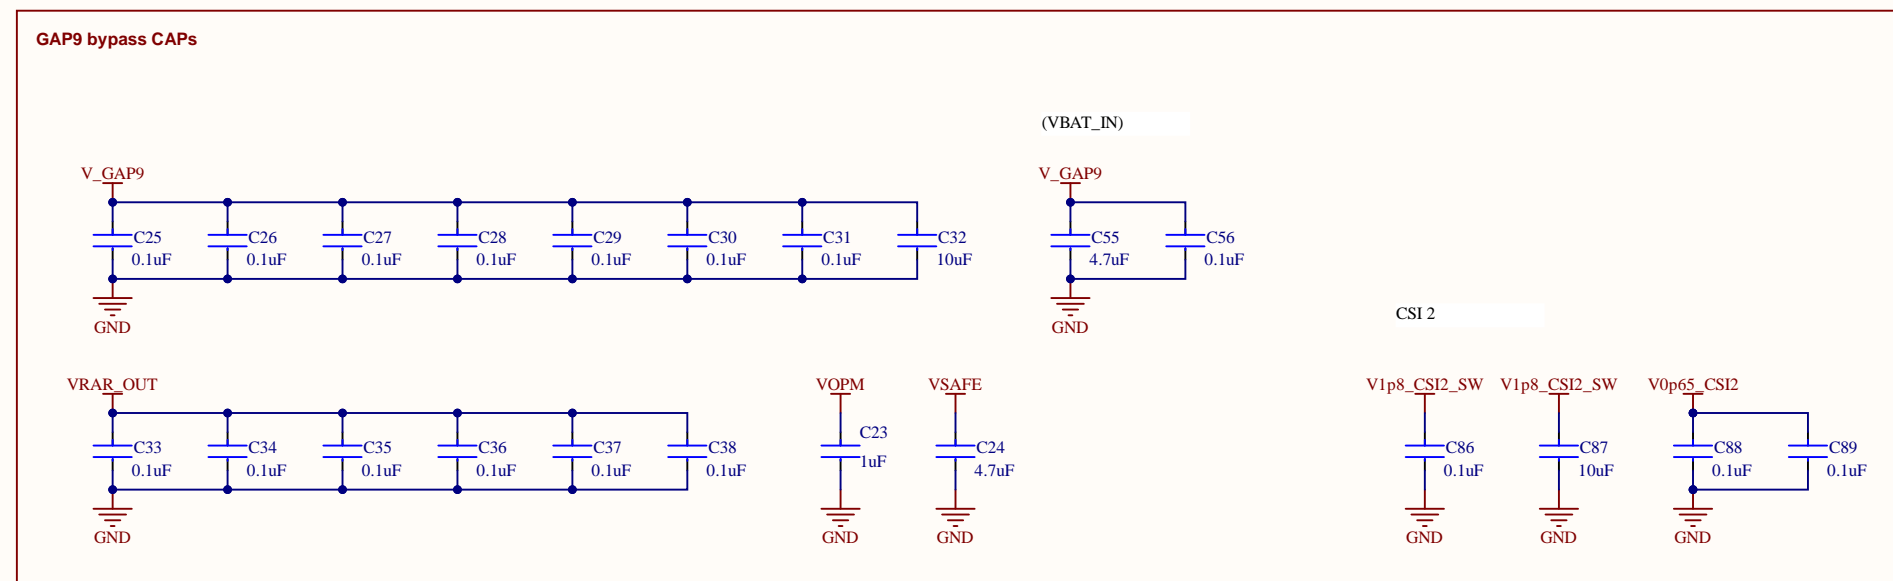 GAP9 bypass CAPs
(VBAT_IN)
V_GAP9
V_GAP9
C25
C26
C27
C28
C29
C30
C31
C32
C55
C56
0.1uF
0.1uF
0.1uF
0.1uF
0.1uF
0.1uF
0.1uF
10uF
4.7uF
0.1uF
GND
GND
CSI 2
VRAR_OUT
VOPM
VSAFE
V1p8_CSI2_SW
V1p8_CSI2_SW
V0p65_CSI2
C33
C34
C35
C36
C37
C38
C23
C24
C86
C87
C88
C89
0.1uF
0.1uF
0.1uF
0.1uF
0.1uF
0.1uF
1uF
4.7uF
0.1uF
10uF
0.1uF
0.1uF
GND
GND
GND
GND
GND
GND